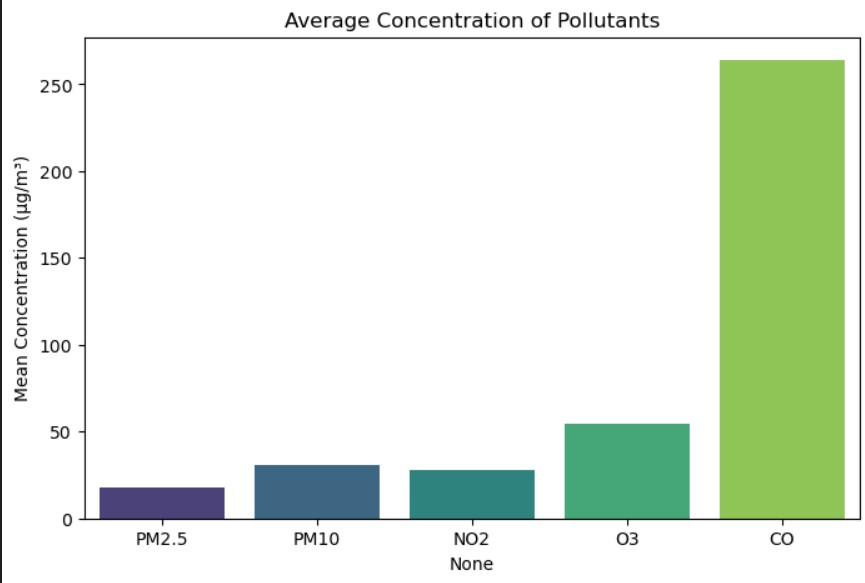 Average Concentration of Pollutants
Mean Concentration (µg/m³)
250
200
150
100
50
0
PM2.5 PM10 NO2 O3 CO
None